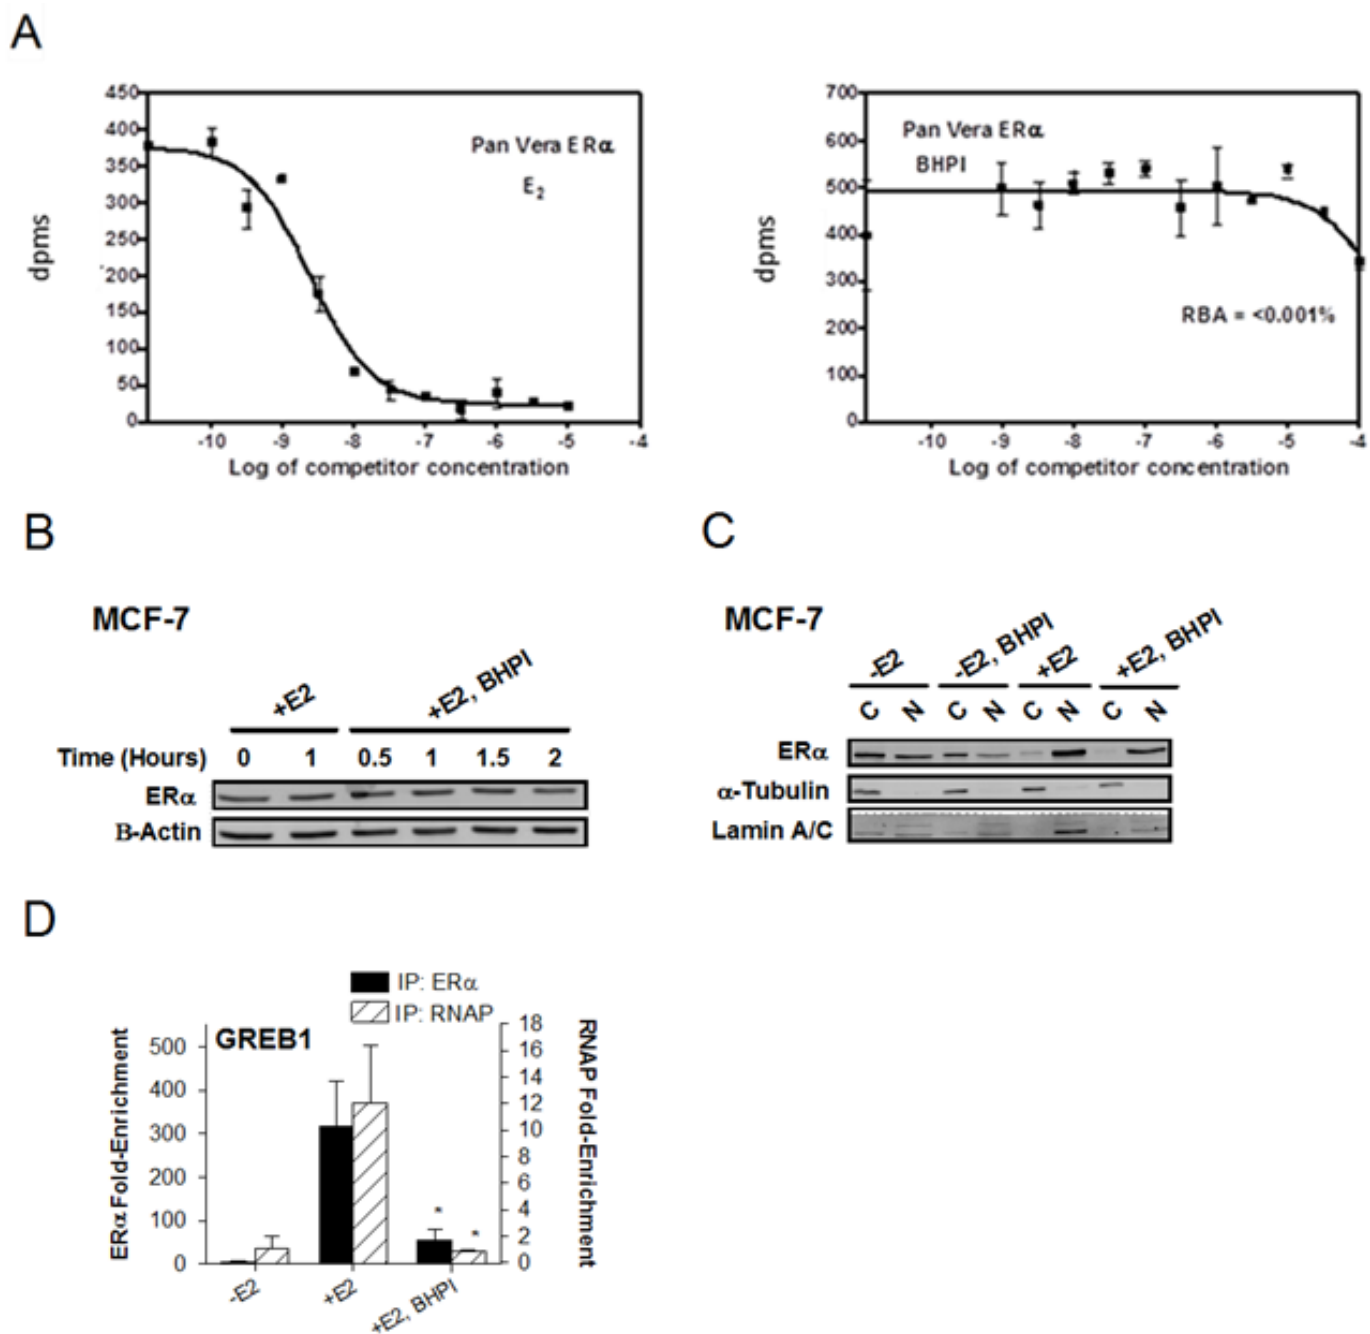 A
450
400
350
300
250
200
150
100
50
0
dpms
Pan Vera ERα
E2
-10 -9 -8 -7 -6 -5 -4
Log of competitor concentration
700
600
500
400
300
200
100
0
dpms
Pan Vera ERα
BHPI
RBA = <0.001%
-10 -9 -8 -7 -6 -5 -4
Log of competitor concentration
B
MCF-7
+E2 +E2, BHPI
Time (Hours) 0 1 0.5 1 1.5 2
ERα
B-Actin
C
MCF-7
-E2 -E2, BHPI +E2 +E2, BHPI
C N C N C N C N
ERα
α-Tubulin
Lamin A/C
D
IP: ERα
IP: RNAP
GREB1
ERα Fold-Enrichment
500
400
300
200
100
0
18
16
14
12
10
8
6
4
2
0
RNAP Fold-Enrichment
* *
-E2 +E2 +E2, BHPI